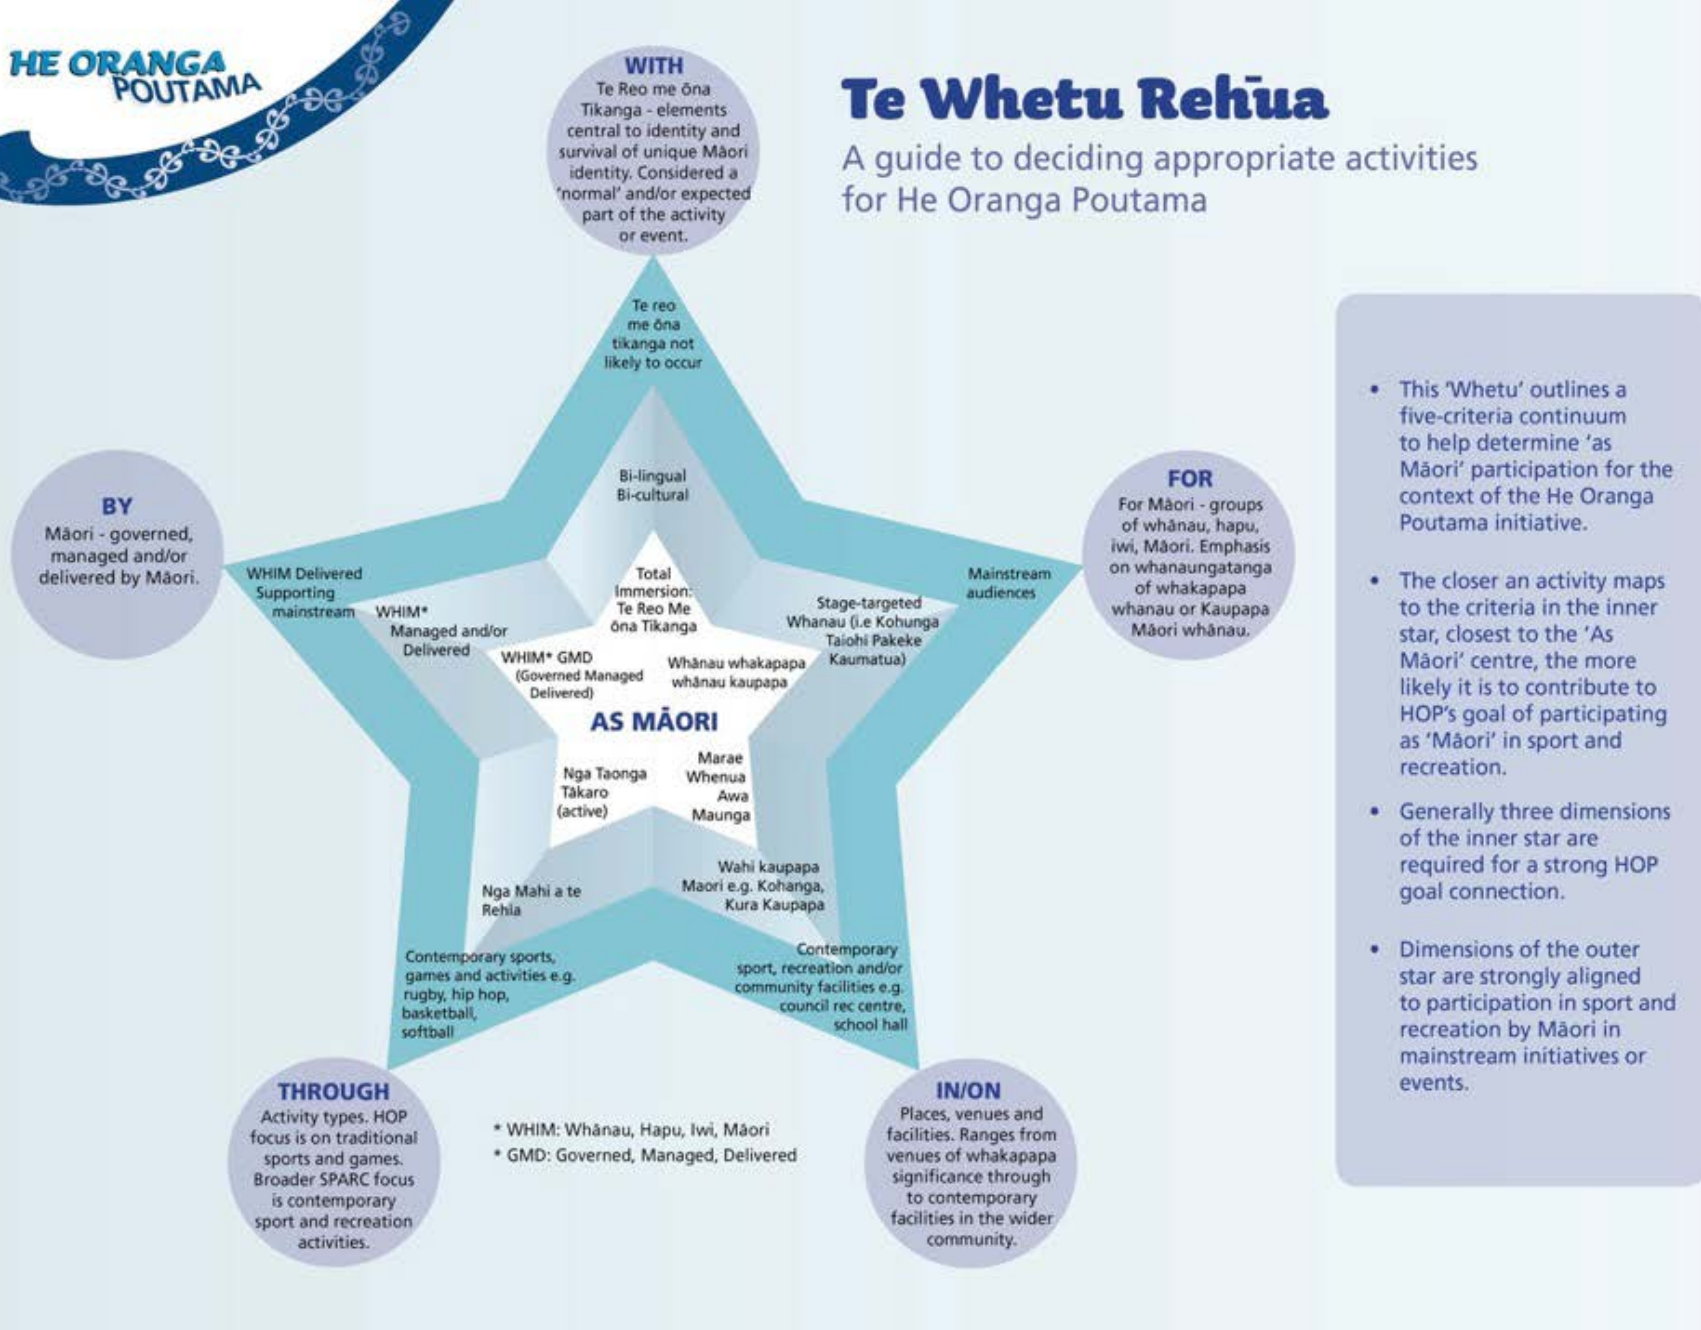 HE ORANGA
POUTAMA
Te Whetu Rehūa
A guide to deciding appropriate activities
for He Oranga Poutama
WITH
Te Reo me ōna
Tikanga - elements
central to identity and
survival of unique Māori
identity. Considered a
'normal' and/or expected
part of the activity
or event.
Te reo
me ōna
tikanga not
likely to occur
Bi-lingual
Bi-cultural
Total
Immersion:
Te Reo Me
ōna Tikanga
BY
Māori - governed,
managed and/or
delivered by Māori.
WHIM Delivered
Supporting
mainstream
WHIM*
Managed and/or
Delivered
WHIM* GMD
(Governed Managed
Delivered)
FOR
For Māori - groups
of whānau, hapu,
iwi, Māori. Emphasis
on whanaungatanga
of whakapapa
whanau or Kaupapa
Māori whānau.
Mainstream
audiences
Stage-targeted
Whanau (i.e Kohunga
Taiohi Pakeke
Kaumatua)
Whānau whakapapa
whānau kaupapa
AS MĀORI
Nga Taonga
Tākaro
(active)
Marae
Whenua
Awa
Maunga
Nga Mahi a te
Rehia
Wahi kaupapa
Maori e.g. Kohanga,
Kura Kaupapa
Contemporary sports,
games and activities e.g.
rugby, hip hop,
basketball,
softball
Contemporary
sport, recreation and/or
community facilities e.g.
council rec centre,
school hall
THROUGH
Activity types. HOP
focus is on traditional
sports and games.
Broader SPARC focus
is contemporary
sport and recreation
activities.
* WHIM: Whānau, Hapu, Iwi, Māori
* GMD: Governed, Managed, Delivered
IN/ON
Places, venues and
facilities. Ranges from
venues of whakapapa
significance through
to contemporary
facilities in the wider
community.
• This 'Whetu' outlines a
five-criteria continuum
to help determine 'as
Māori' participation for the
context of the He Oranga
Poutama initiative.
• The closer an activity maps
to the criteria in the inner
star, closest to the 'As
Māori' centre, the more
likely it is to contribute to
HOP's goal of participating
as 'Māori' in sport and
recreation.
• Generally three dimensions
of the inner star are
required for a strong HOP
goal connection.
• Dimensions of the outer
star are strongly aligned
to participation in sport and
recreation by Māori in
mainstream initiatives or
events.